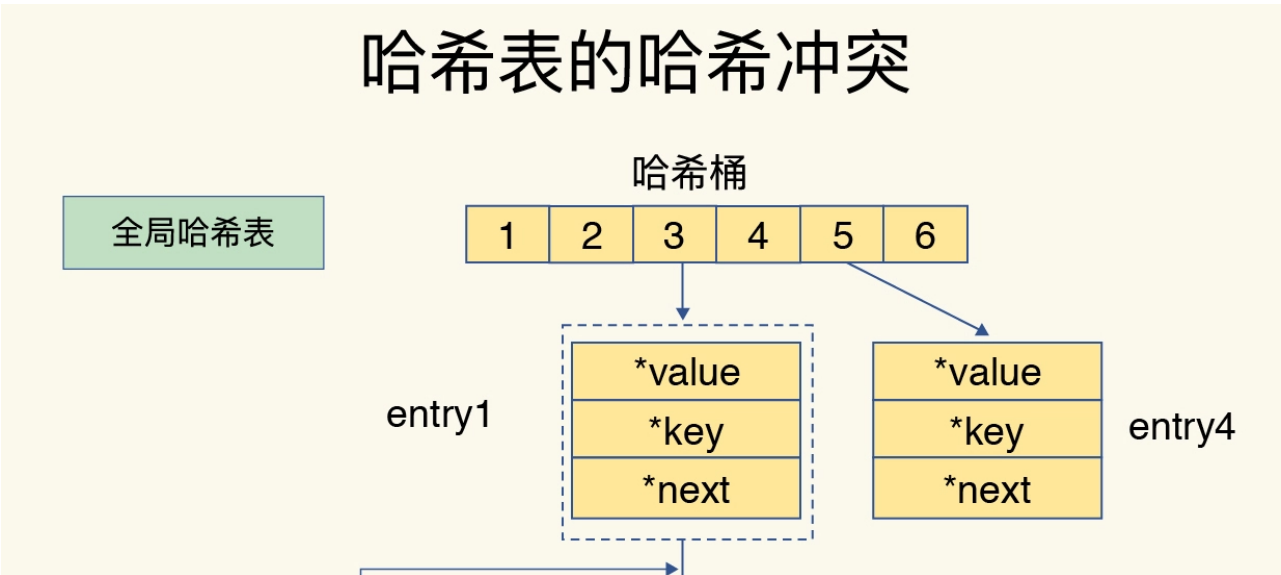 哈希表的哈希冲突
哈希桶
全局哈希表
1 2 3 4 5 6
*value
*key
*next
entry1
*value
*key
*next
entry4